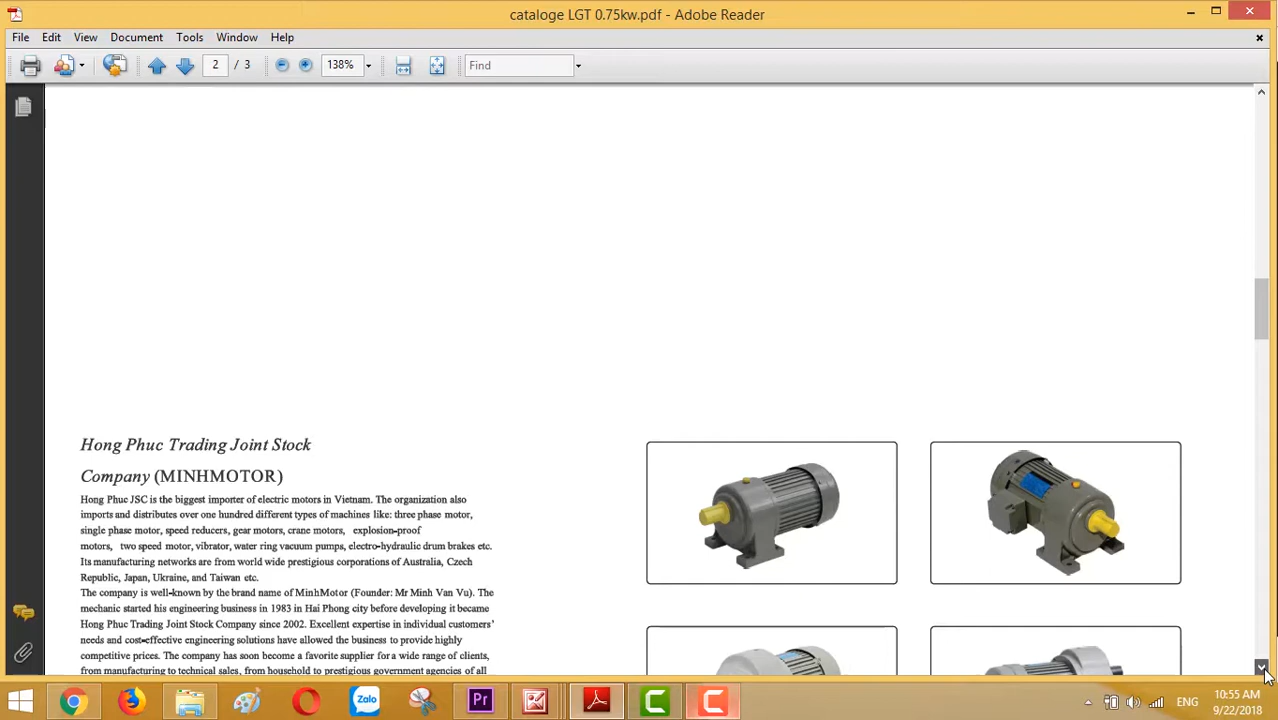 cataloge LGT 0.75kw.pdf - Adobe Reader
File Edit View Document Tools Window Help
2 / 3 138% Find
Hong Phuc Trading Joint Stock
Company (MINHMOTOR)
Hong Phuc JSC is the biggest importer of electric motors in Vietnam. The organization also
imports and distributes over one hundred different types of machines like: three phase motor,
single phase motor, speed reducers, gear motors, crane motors, explosion-proof
motors, two speed motor, vibrator, water ring vacuum pumps, electro-hydraulic drum brakes etc.
Its manufacturing networks are from world wide prestigious corporations of Australia, Czech
Republic, Japan, Ukraine, and Taiwan etc.
The company is well-known by the brand name of MinhMotor (Founder: Mr Minh Van Vu). The
mechanic started his engineering business in 1983 in Hai Phong city before developing it became
Hong Phuc Trading Joint Stock Company since 2002. Excellent expertise in individual customers'
needs and cost-effective engineering solutions have allowed the business to provide highly
competitive prices. The company has soon become a favorite supplier for a wide range of clients,
from manufacturing to technical sales, from household to prestigious government agencies of all
Zalo
Pr
ENG
10:55 AM
9/22/2018